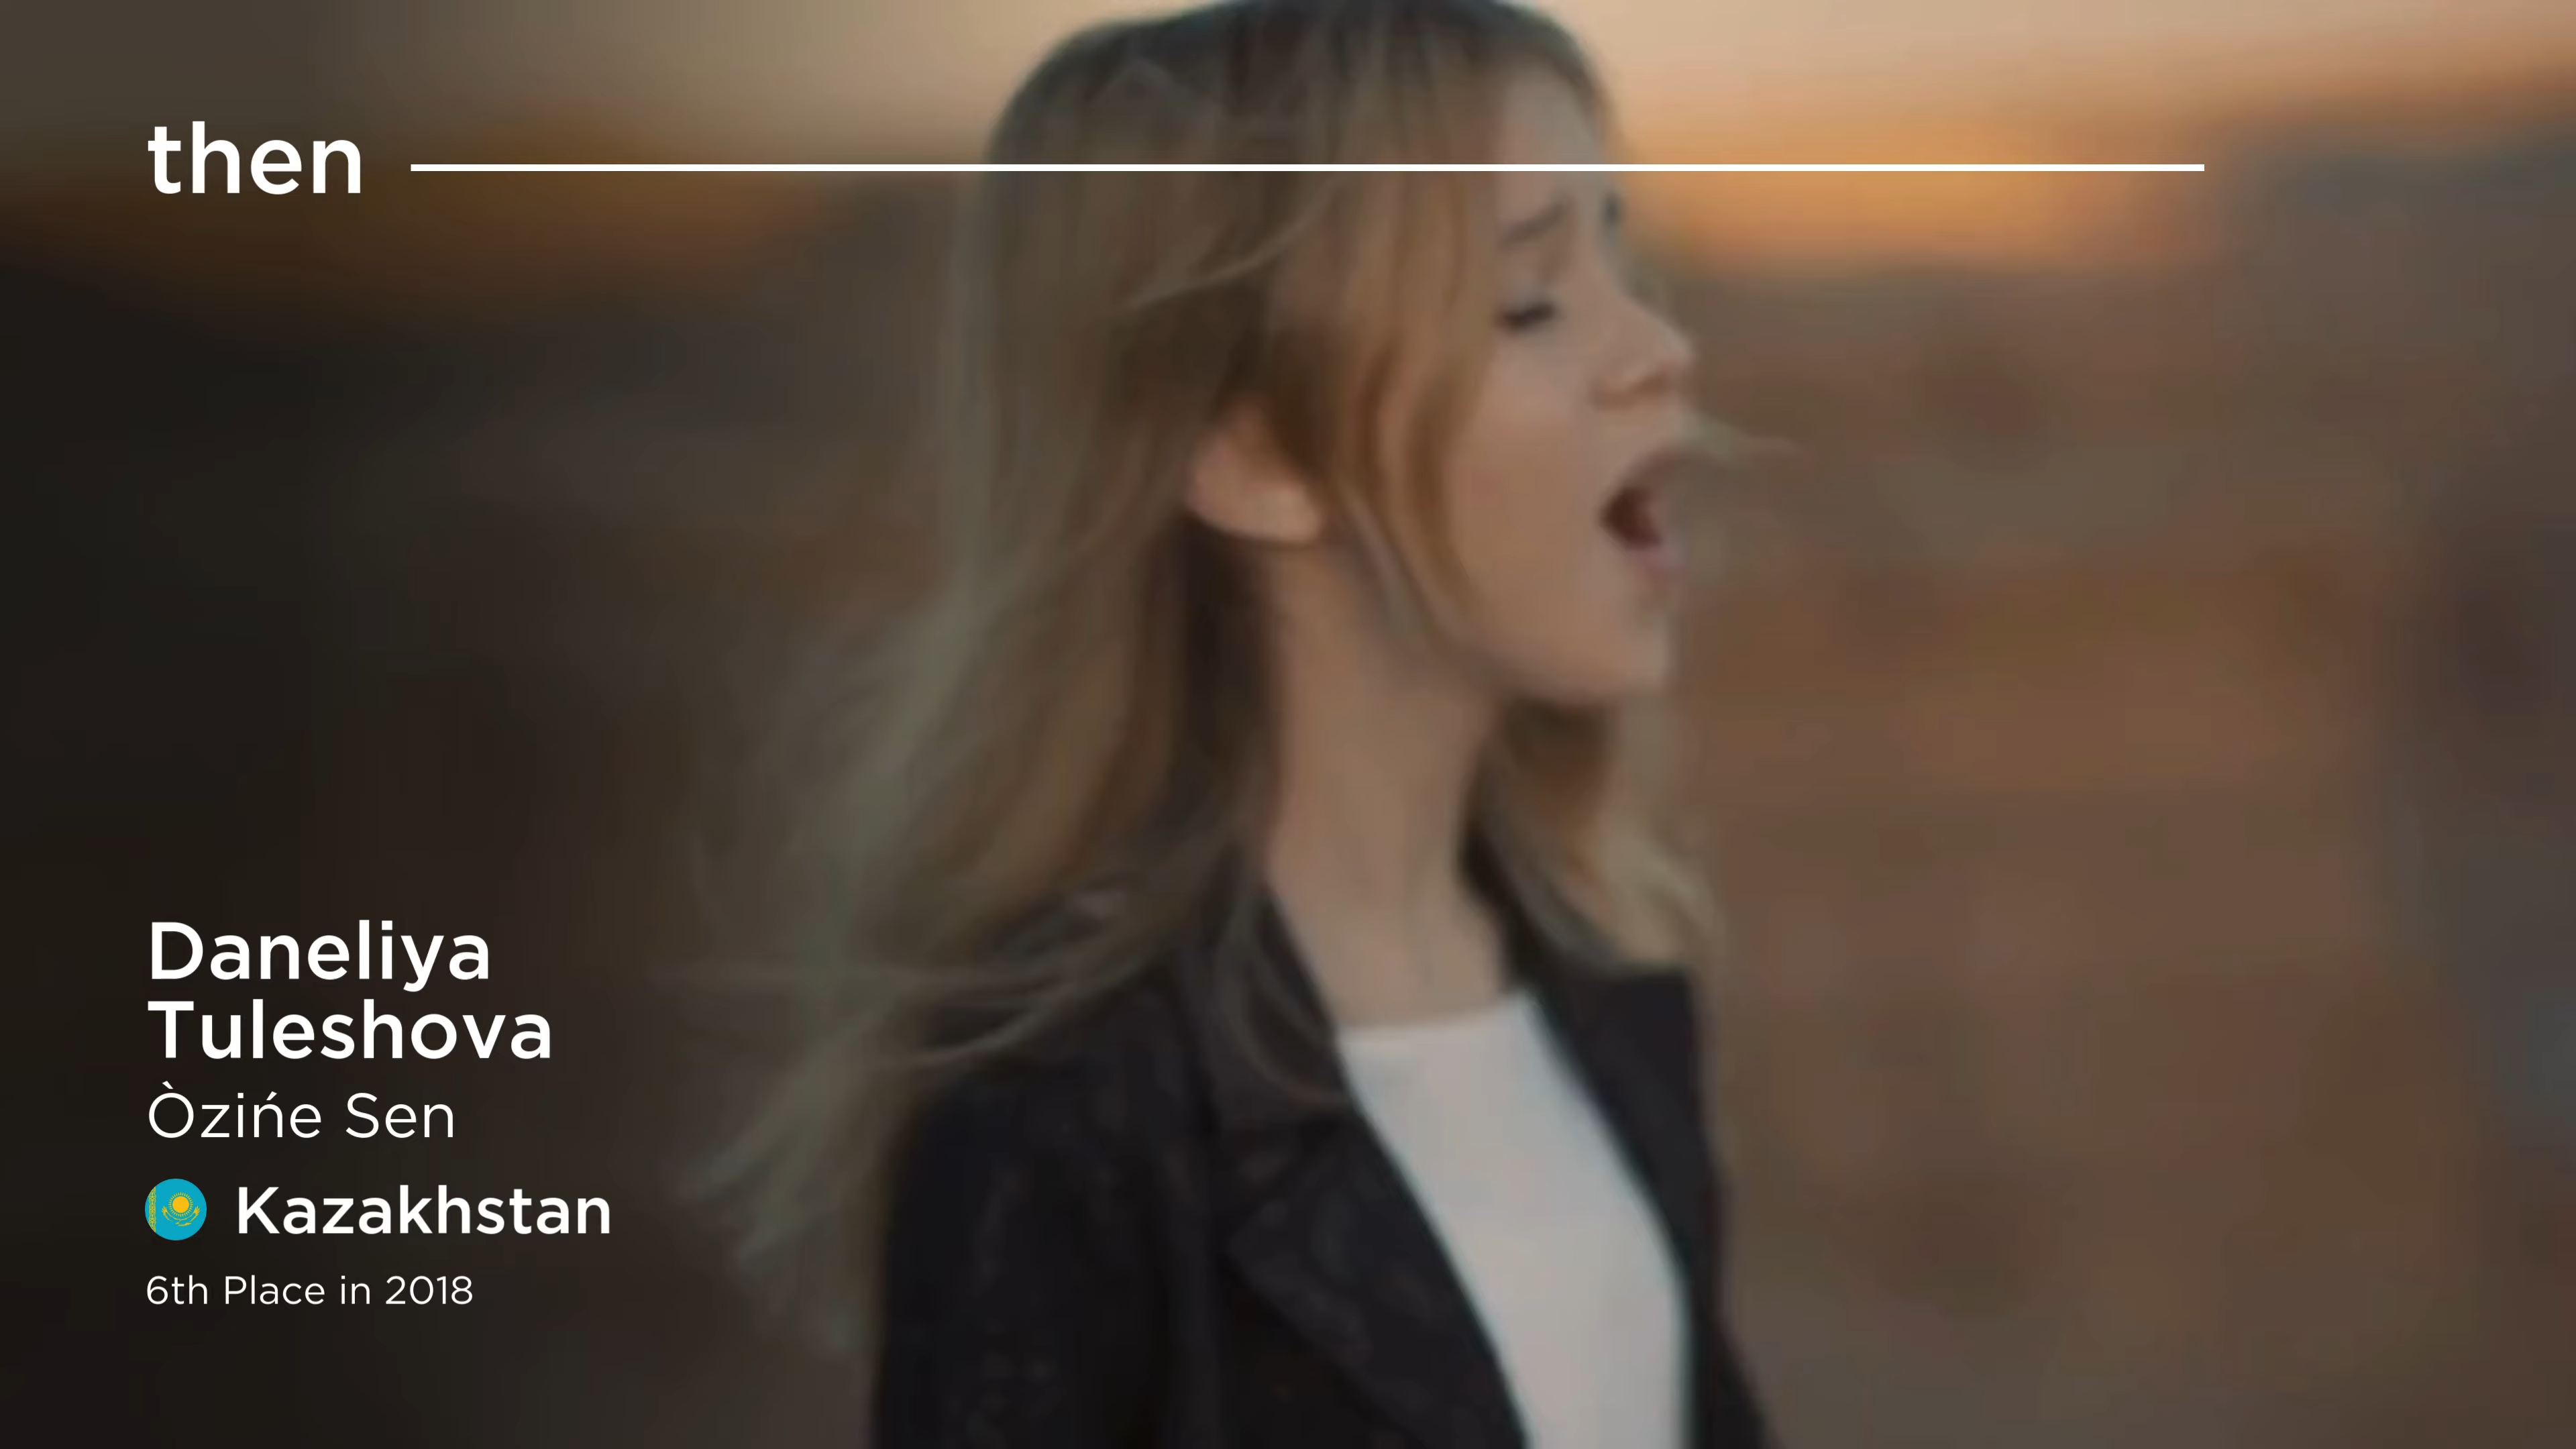 then
Daneliya
Tuleshova
Òzińe Sen
Kazakhstan
6th Place in 2018